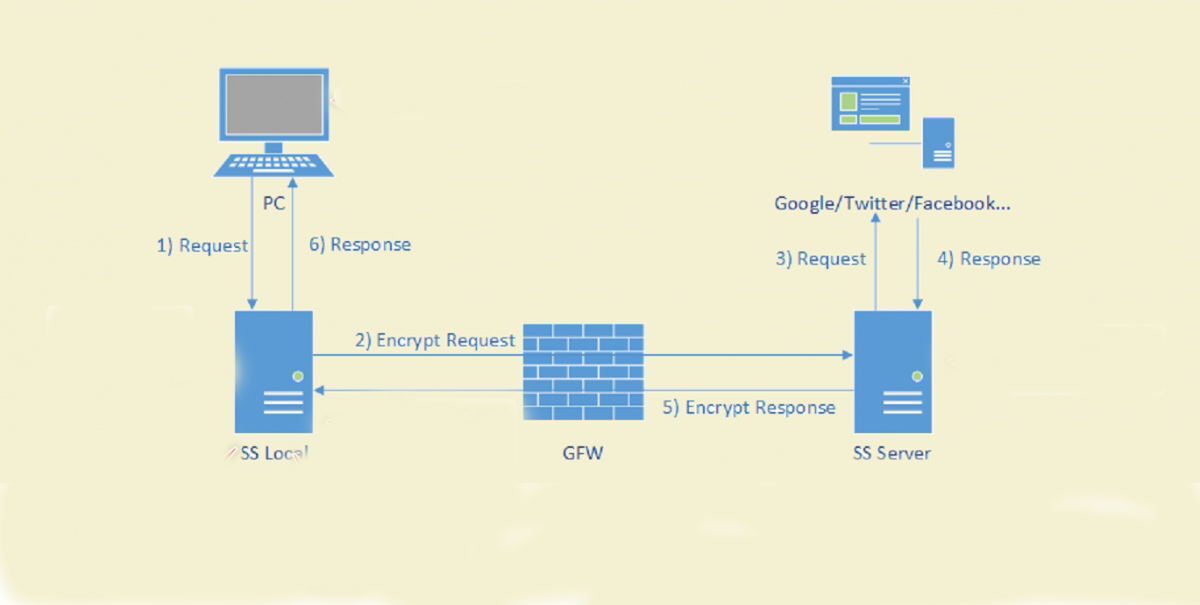 PC
Google/Twitter/Facebook...
1) Request
6) Response
3) Request
4) Response
2) Encrypt Request
5) Encrypt Response
SS Local
GFW
SS Server